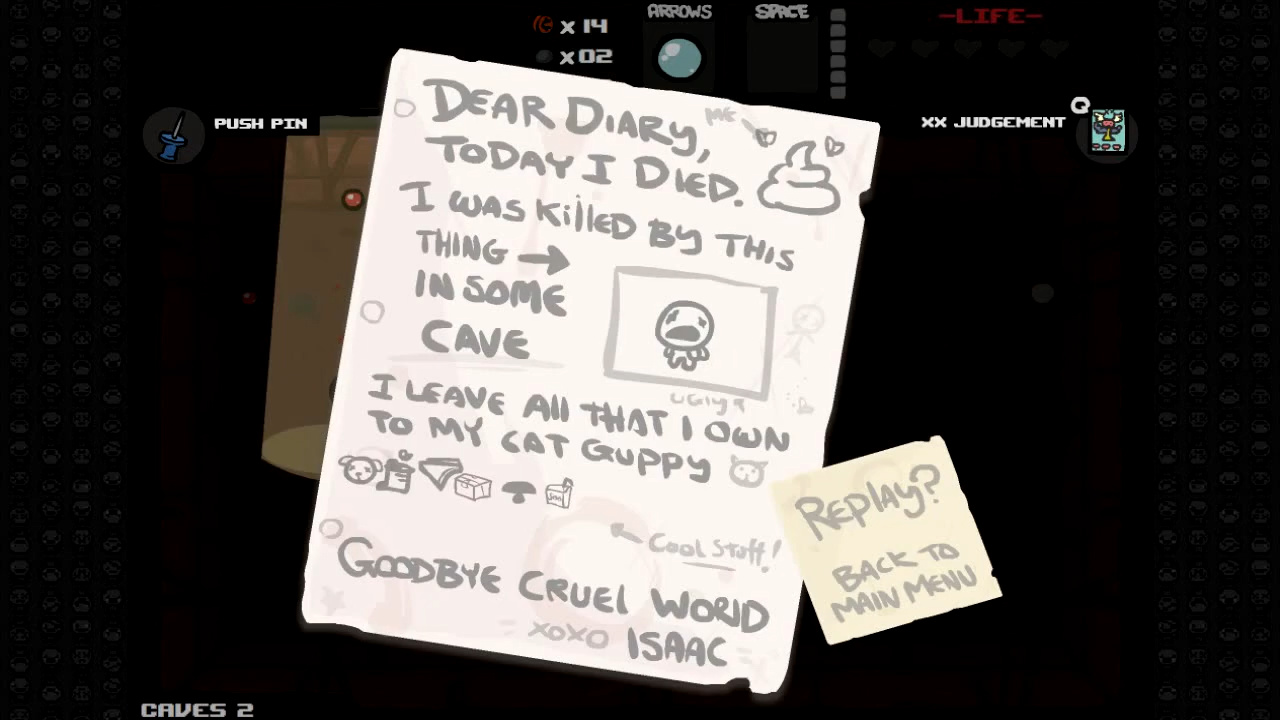 x 14
x 02
ARROWS
SPACE
-LIFE-
PUSH PIN
Q
XX JUDGEMENT
DEAR DIARY,
ME
TODAY I DIED.
I WAS KILLED BY THIS
THING →
IN SOME
CAVE
UGLY
I LEAVE ALL THAT I OWN
TO MY CAT GUPPY
COOL STUFF!
GOODBYE CRUEL WORLD
XOXO ISAAC
REPLAY?
BACK TO
MAIN MENU
CAVES 2